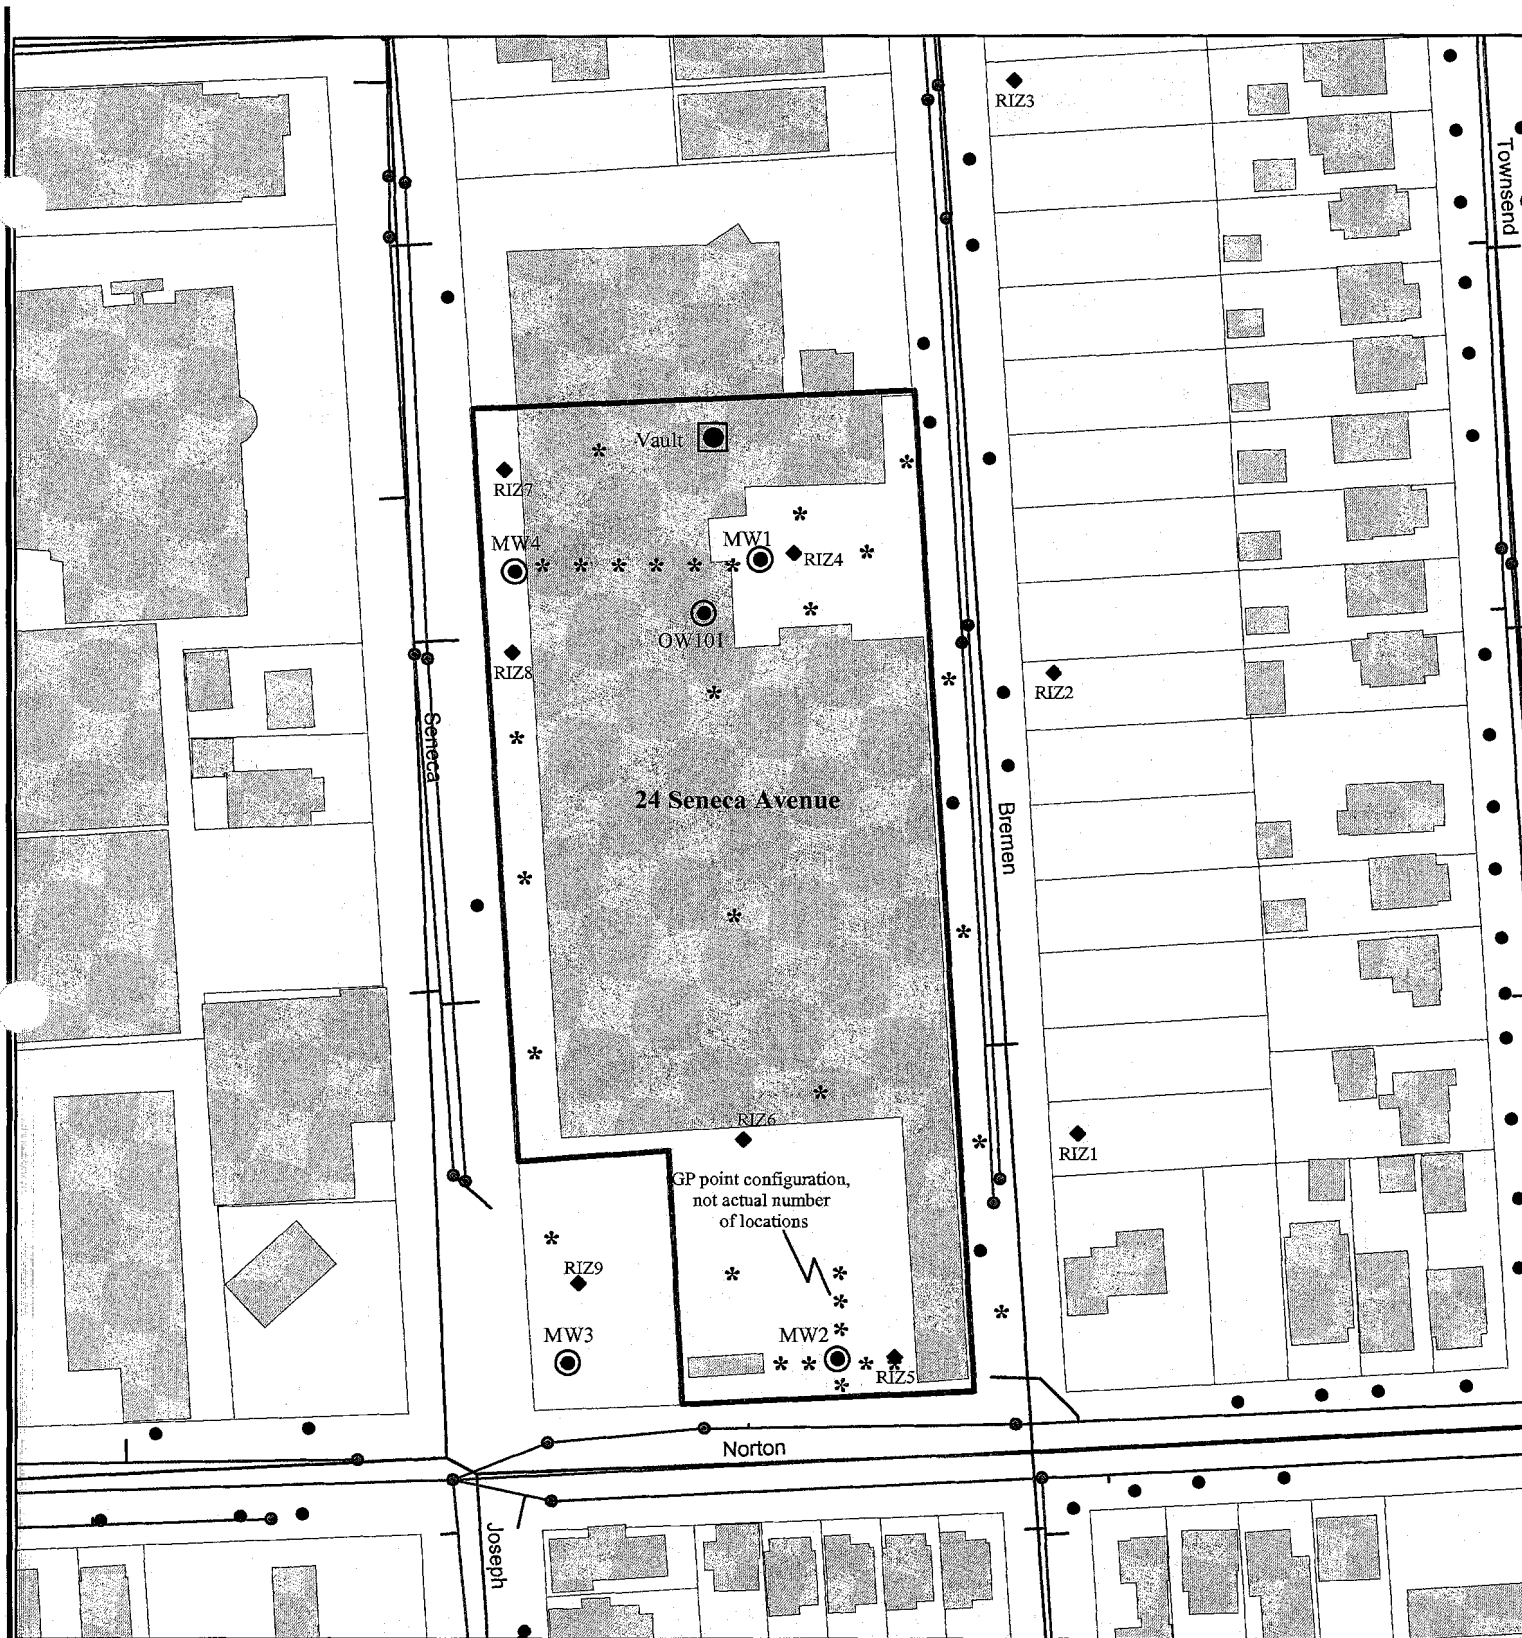 RIZ3
Townsend
Vault
RIZ7
MW4
MW1
RIZ4
OW101
RIZ8
RIZ2
Seneca
24 Seneca Avenue
Bremen
RIZ6
RIZ1
GP point configuration,
not actual number
of locations
RIZ9
MW3
MW2
RIZ5
Norton
Joseph